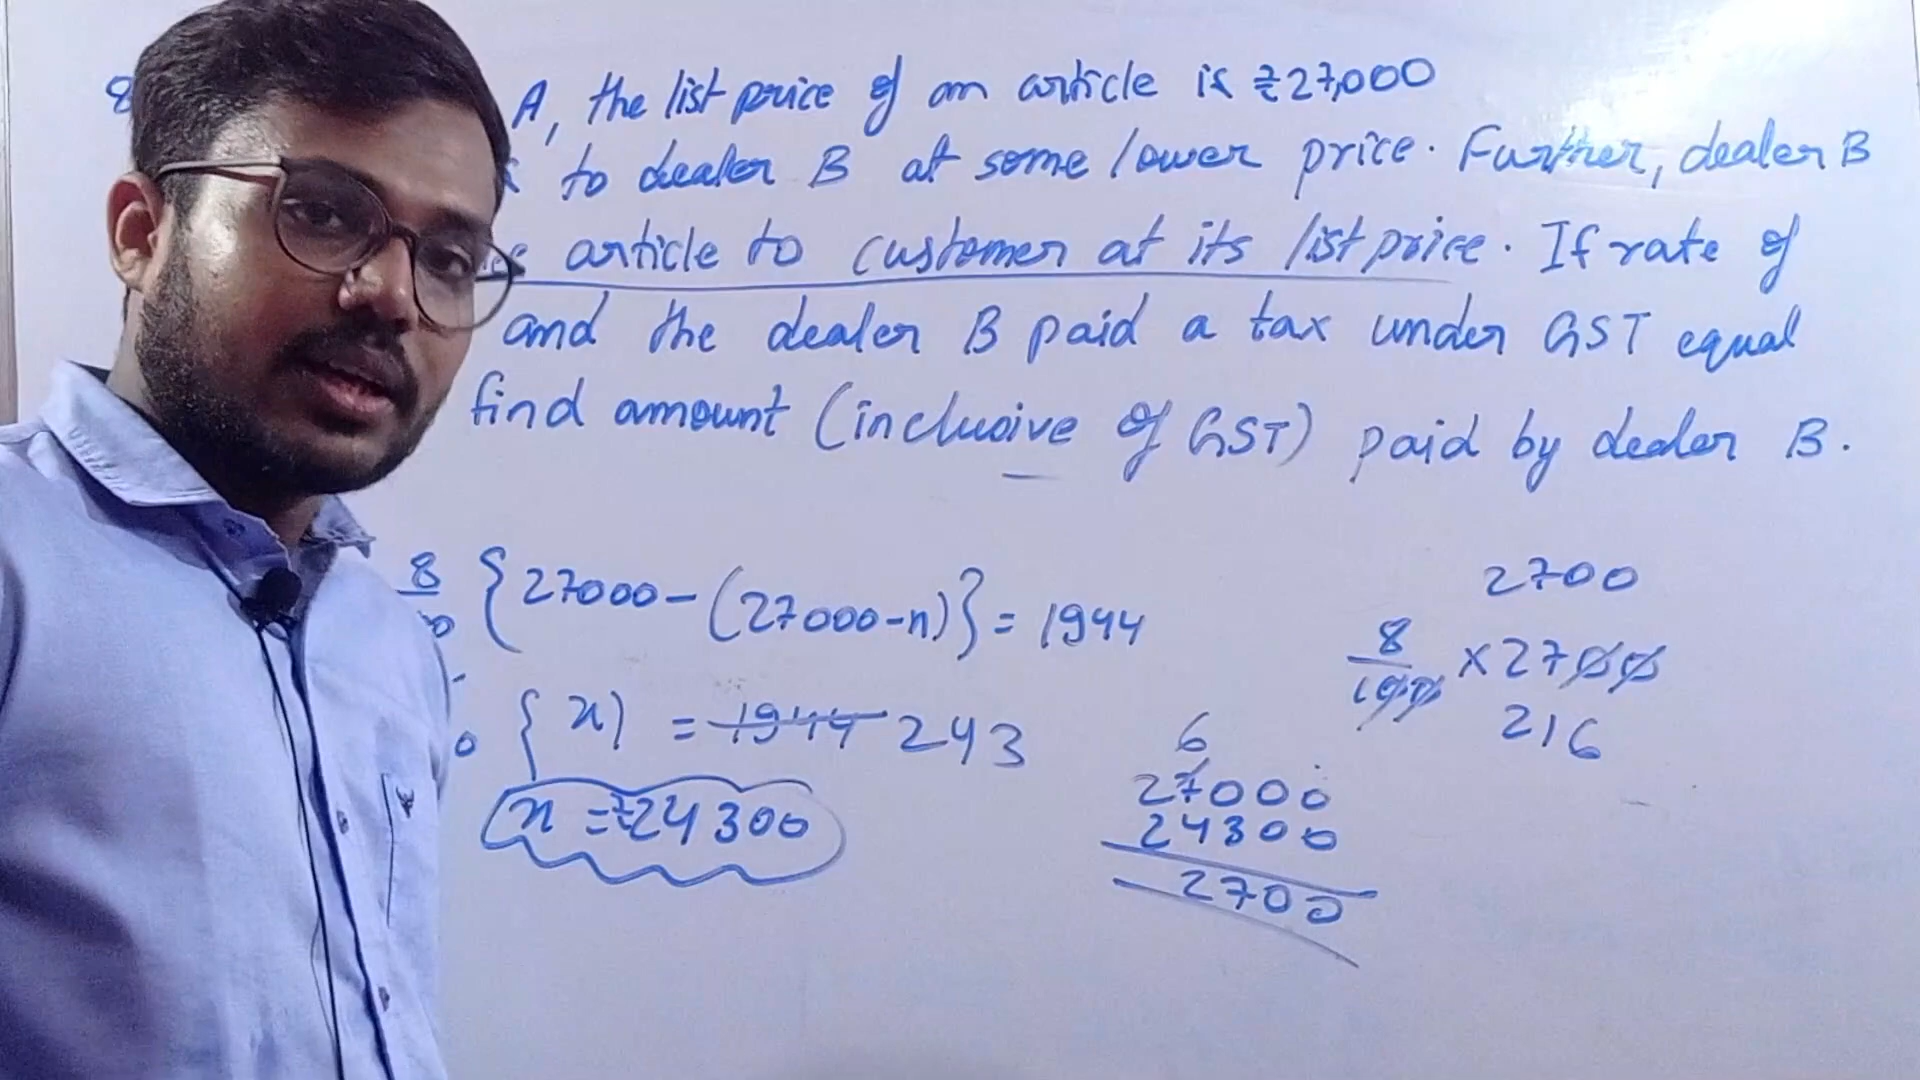 8
A, the list price of an article is ₹27,000
to dealer B at some lower price. Further, dealer B
article to customer at its list price. If rate of
and the dealer B paid a tax under GST equal
find amount (inclusive of GST) paid by dealer B.
8 {27000-(27000-n)} = 1944
{n} = 1944 243
n = ₹24300
2700
8/100 × 2700
216
6
27000
24300
2700